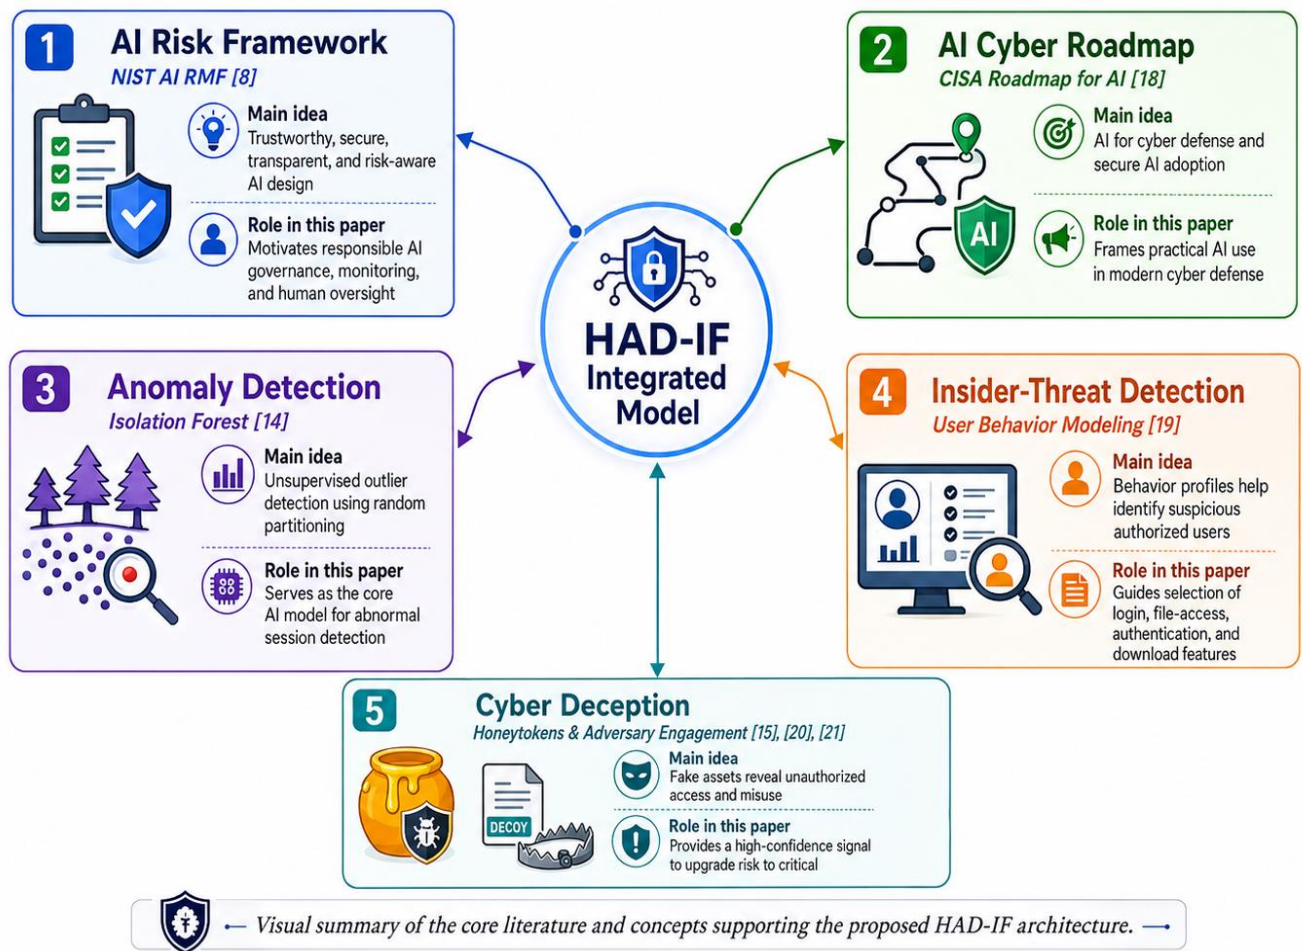 1
AI Risk Framework
NIST AI RMF [8]
Main idea
Trustworthy, secure,
transparent, and risk-aware
AI design
Role in this paper
Motivates responsible AI
governance, monitoring,
and human oversight
2
AI Cyber Roadmap
CISA Roadmap for AI [18]
Main idea
AI for cyber defense and
secure AI adoption
AI
Role in this paper
Frames practical AI use
in modern cyber defense
HAD-IF
Integrated
Model
3
Anomaly Detection
Isolation Forest [14]
Main idea
Unsupervised outlier
detection using random
partitioning
Role in this paper
Serves as the core
AI model for abnormal
session detection
4
Insider-Threat Detection
User Behavior Modeling [19]
Main idea
Behavior profiles help
identify suspicious
authorized users
Role in this paper
Guides selection of
login, file-access,
authentication, and
download features
5
Cyber Deception
Honeytokens & Adversary Engagement [15], [20], [21]
Main idea
Fake assets reveal unauthorized
access and misuse
DECOY
Role in this paper
Provides a high-confidence signal
to upgrade risk to critical
Visual summary of the core literature and concepts supporting the proposed HAD-IF architecture.